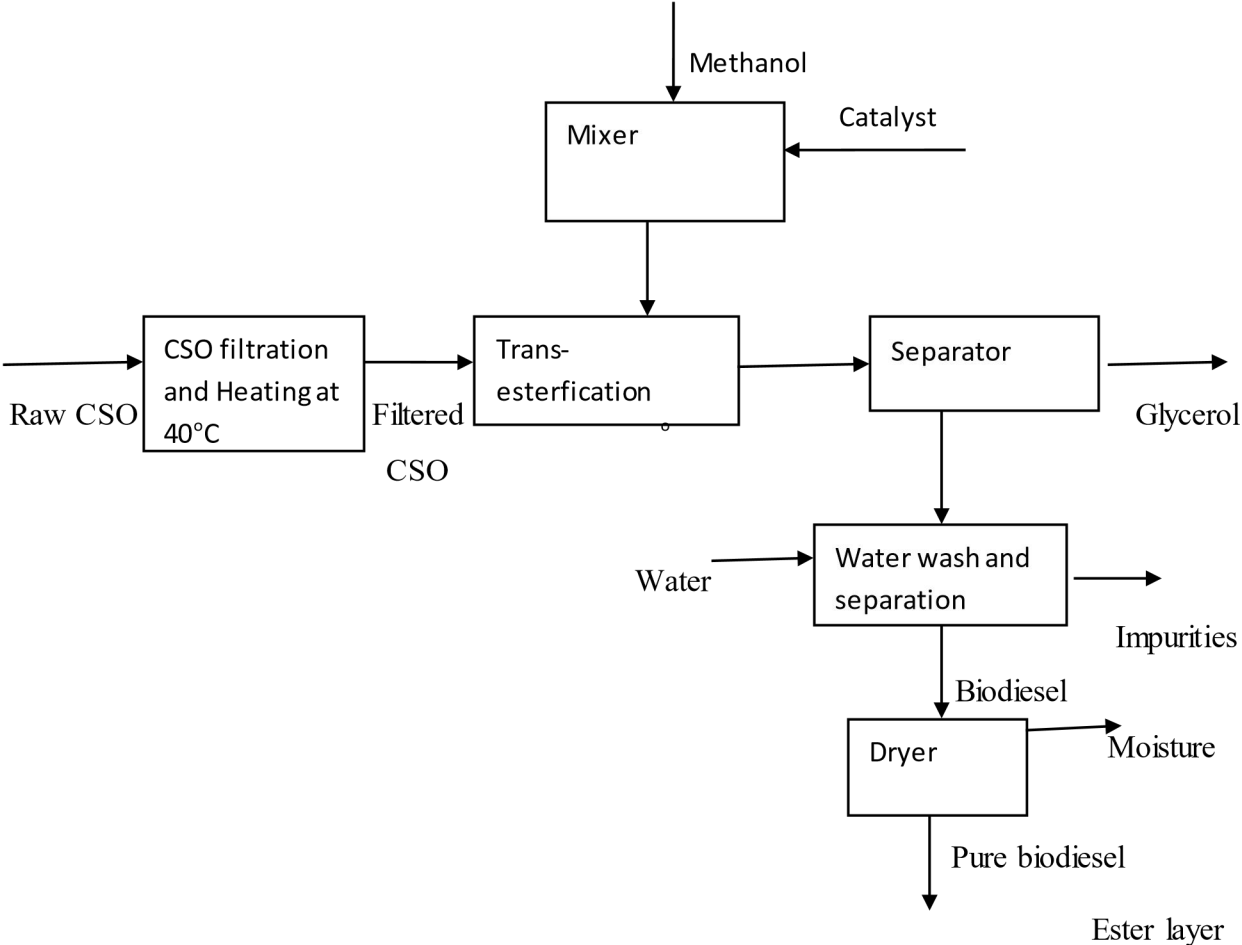 Methanol
Mixer
Catalyst
CSO filtration
and Heating at
40°C
Raw CSO
Filtered
CSO
Trans-
esterfication
°
Separator
Glycerol
Water wash and
separation
Water
Impurities
Biodiesel
Dryer
Moisture
Pure biodiesel
Ester layer